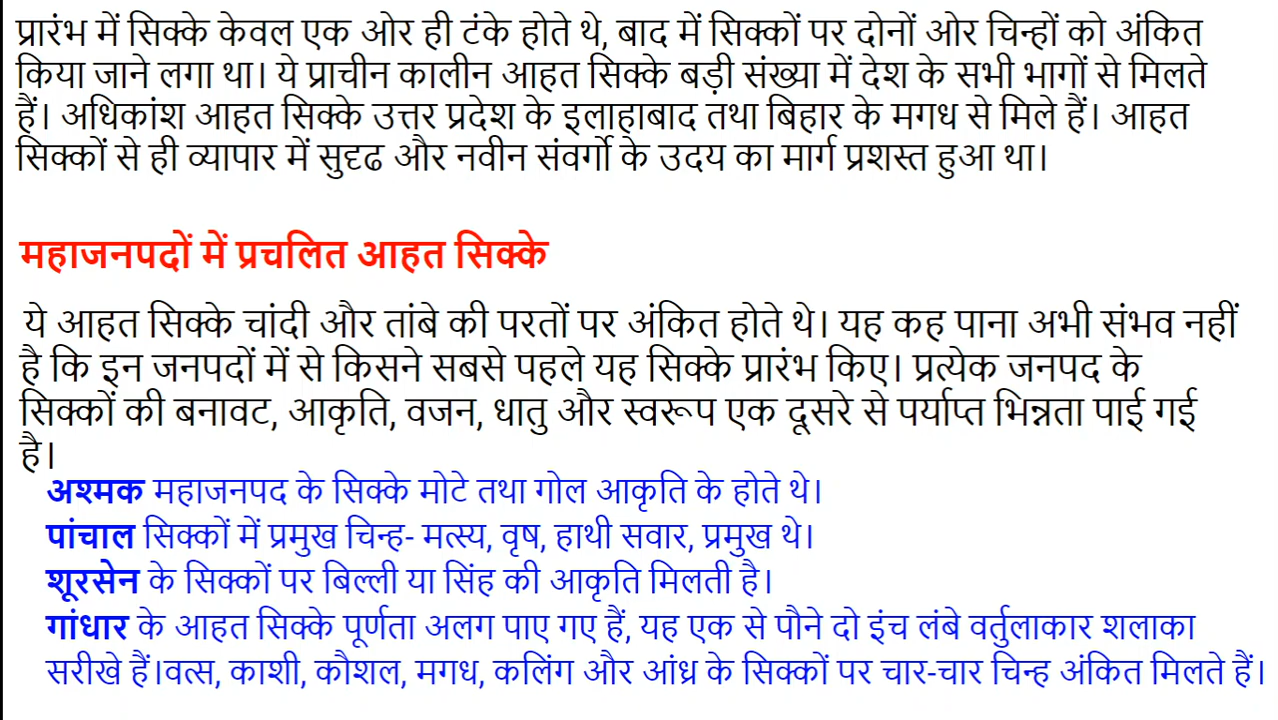 प्रारंभ में सिक्के केवल एक ओर ही टंके होते थे, बाद में सिक्कों पर दोनों ओर चिन्हों को अंकित
किया जाने लगा था। ये प्राचीन कालीन आहत सिक्के बड़ी संख्या में देश के सभी भागों से मिलते
हैं। अधिकांश आहत सिक्के उत्तर प्रदेश के इलाहाबाद तथा बिहार के मगध से मिले हैं। आहत
सिक्कों से ही व्यापार में सुदृढ और नवीन संवर्गो के उदय का मार्ग प्रशस्त हुआ था।
महाजनपदों में प्रचलित आहत सिक्के
ये आहत सिक्के चांदी और तांबे की परतों पर अंकित होते थे। यह कह पाना अभी संभव नहीं
है कि इन जनपदों में से किसने सबसे पहले यह सिक्के प्रारंभ किए। प्रत्येक जनपद के
सिक्कों की बनावट, आकृति, वजन, धातु और स्वरूप एक दूसरे से पर्याप्त भिन्नता पाई गई
है।
अश्मक महाजनपद के सिक्के मोटे तथा गोल आकृति के होते थे।
पांचाल सिक्कों में प्रमुख चिन्ह- मत्स्य, वृष, हाथी सवार, प्रमुख थे।
शूरसेन के सिक्कों पर बिल्ली या सिंह की आकृति मिलती है।
गांधार के आहत सिक्के पूर्णता अलग पाए गए हैं, यह एक से पौने दो इंच लंबे वर्तुलाकार शलाका
सरीखे हैं।वत्स, काशी, कौशल, मगध, कलिंग और आंध्र के सिक्कों पर चार-चार चिन्ह अंकित मिलते हैं।